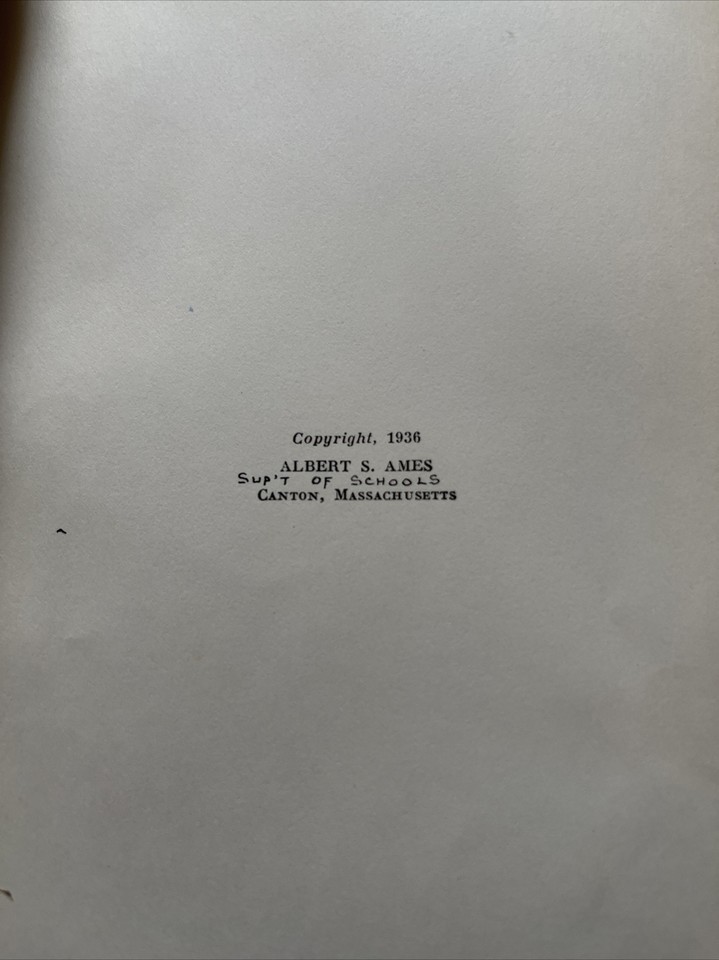 Copyright, 1936
ALBERT S. AMES
SUP'T OF SCHOOLS
CANTON, MASSACHUSETTS